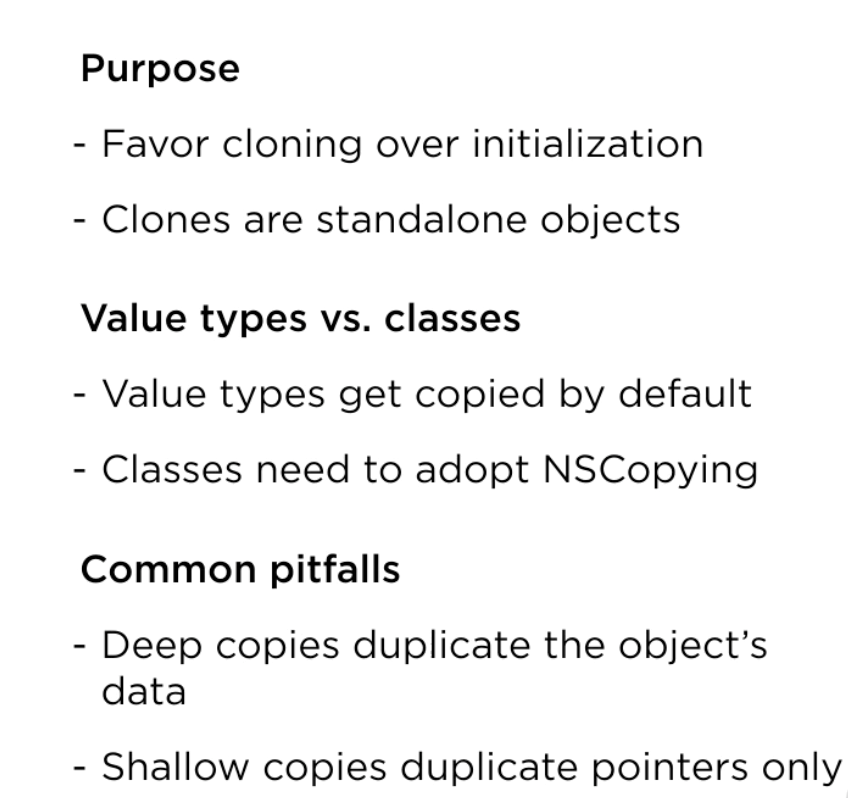 Purpose
- Favor cloning over initialization
- Clones are standalone objects
Value types vs. classes
- Value types get copied by default
- Classes need to adopt NSCopying
Common pitfalls
- Deep copies duplicate the object’s
data
- Shallow copies duplicate pointers only